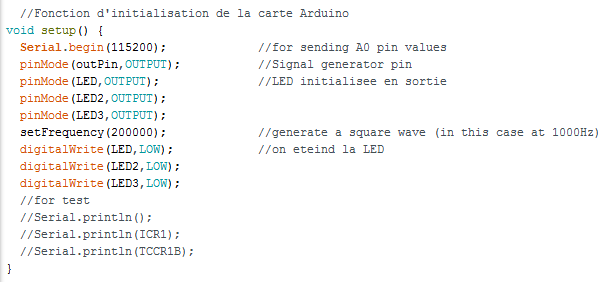 //Fonction d'initialisation de la carte Arduino
void setup() {
Serial.begin(115200); //for sending A0 pin values
pinMode(outPin,OUTPUT); //Signal generator pin
pinMode(LED,OUTPUT); //LED initialisee en sortie
pinMode(LED2,OUTPUT);
pinMode(LED3,OUTPUT);
setFrequency(200000); //generate a square wave (in this case at 1000Hz)
digitalWrite(LED,LOW); //on eteind la LED
digitalWrite(LED2,LOW);
digitalWrite(LED3,LOW);
//for test
//Serial.println();
//Serial.println(ICR1);
//Serial.println(TCCR1B);
}